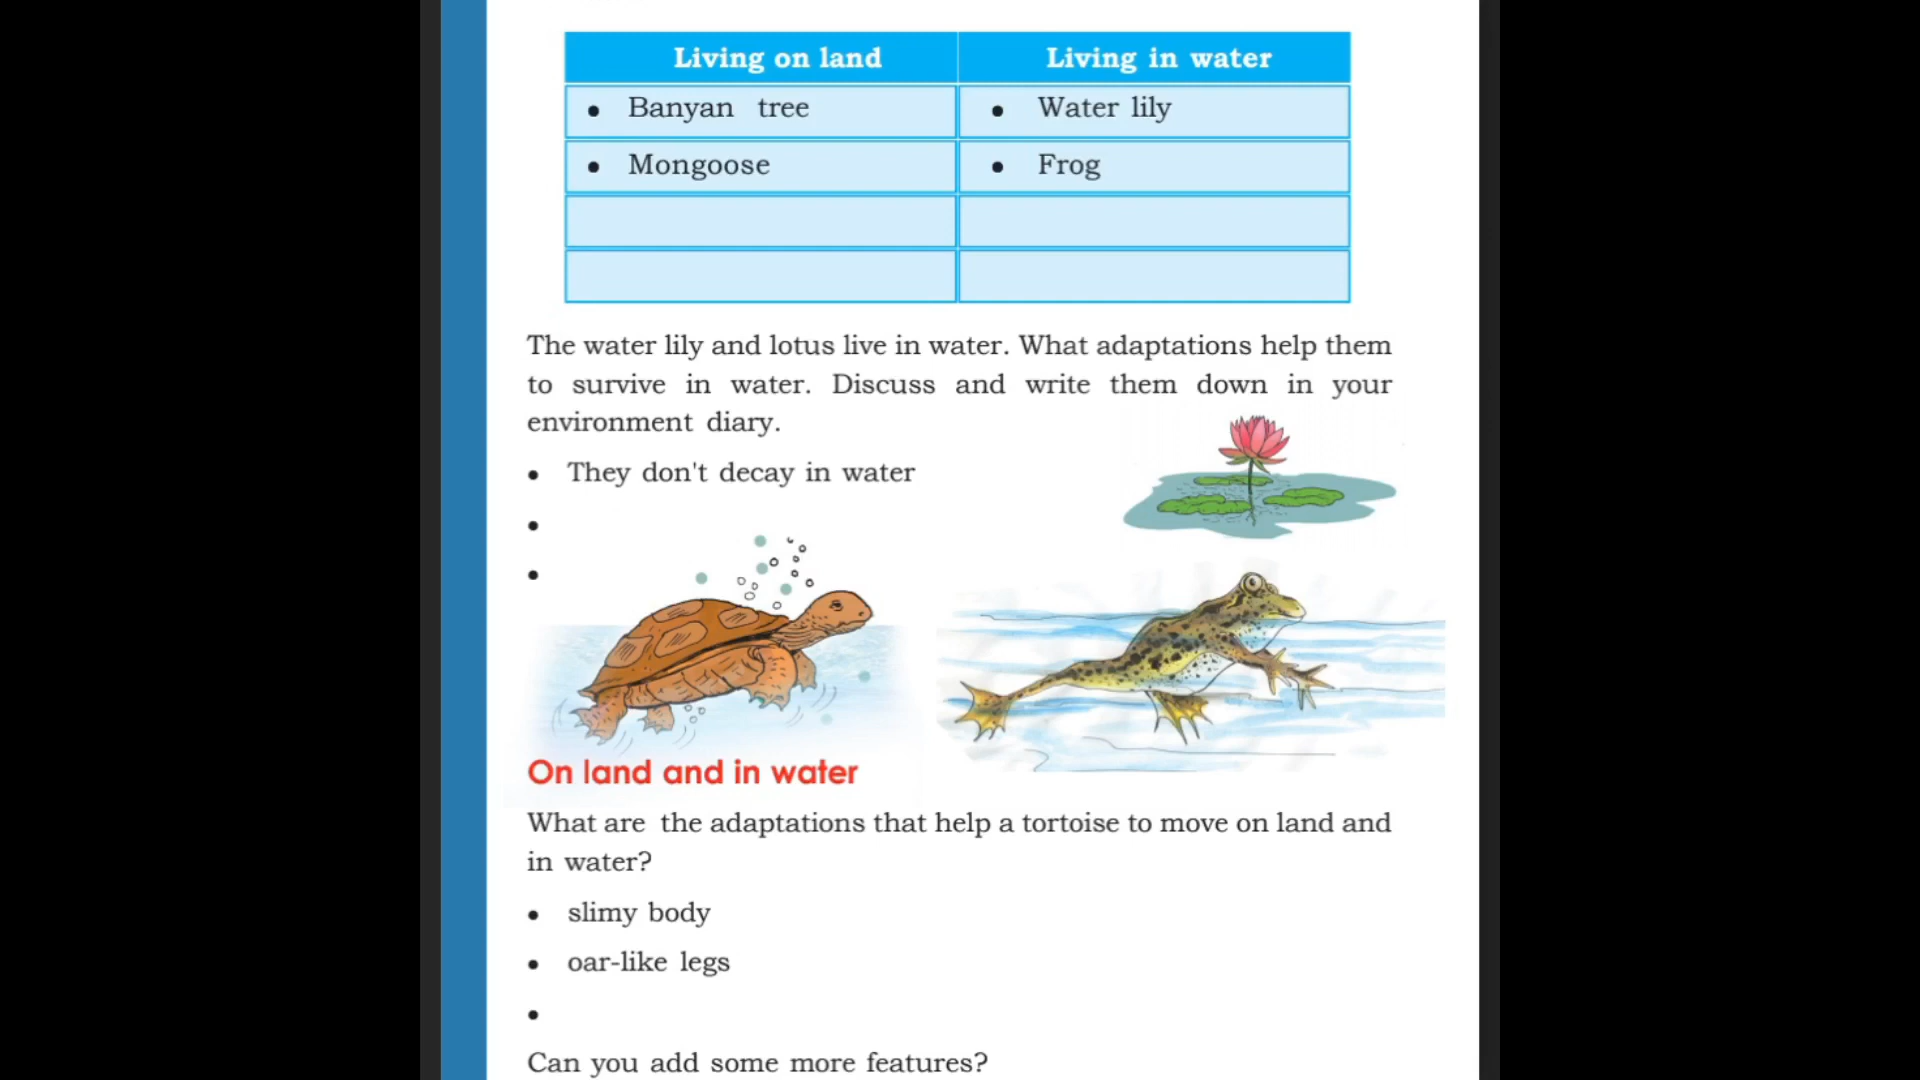 Living on land Living in water
• Banyan tree • Water lily
• Mongoose • Frog
The water lily and lotus live in water. What adaptations help them
to survive in water. Discuss and write them down in your
environment diary.
• They don't decay in water
•
•
On land and in water
What are the adaptations that help a tortoise to move on land and
in water?
• slimy body
• oar-like legs
•
Can you add some more features?